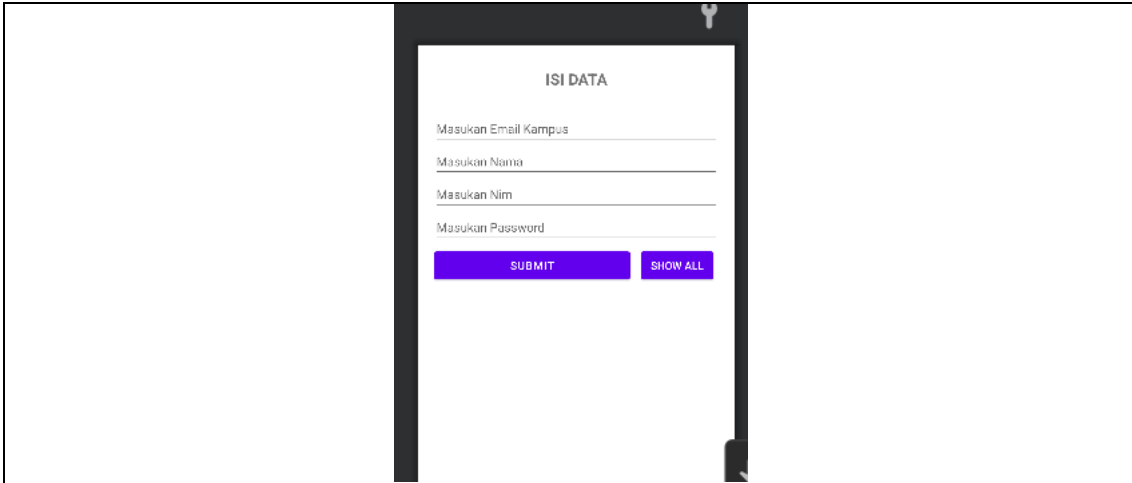 ISI DATA
Masukan Email Kampus
Masukan Nama
Masukan Nim
Masukan Password
SUBMIT SHOW ALL